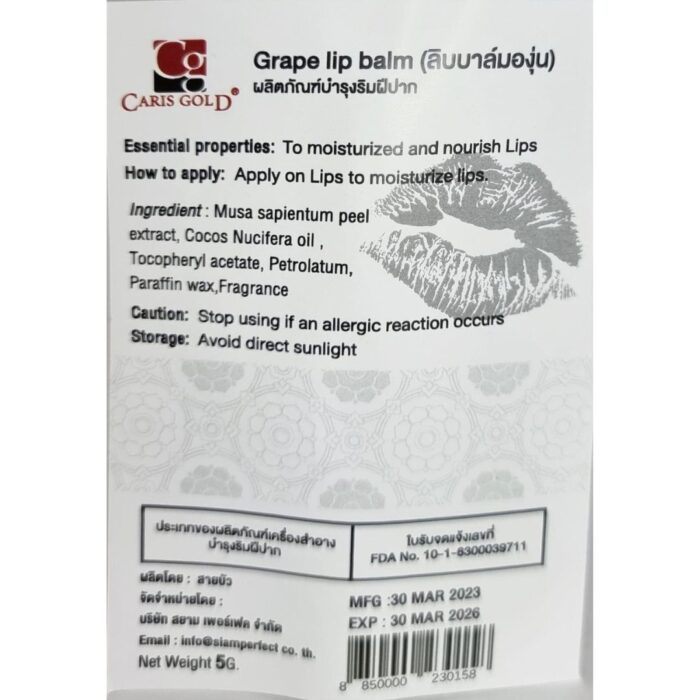 Cg
CARIS GOLD®
Grape lip balm (ลิบบาล์มองุ่น)
ผลิตภัณฑ์บำรุงริมฝีปาก
Essential properties: To moisturized and nourish Lips
How to apply: Apply on Lips to moisturize lips.
Ingredient : Musa sapientum peel
extract, Cocos Nucifera oil ,
Tocopheryl acetate, Petrolatum,
Paraffin wax,Fragrance
Caution: Stop using if an allergic reaction occurs
Storage: Avoid direct sunlight
ประเภทของผลิตภัณฑ์เครื่องสำอาง
บำรุงริมฝีปาก
ใบรับจดแจ้งเลขที่
FDA No. 10-1-6300039711
ผลิตโดย : สายบัว
จัดจำหน่ายโดย :
บริษัท สยาม เพอร์เฟค จำกัด
Email : info@siamperfect co. th.
Net Weight 5G.
MFG :30 MAR 2023
EXP : 30 MAR 2026
8 850000 230158